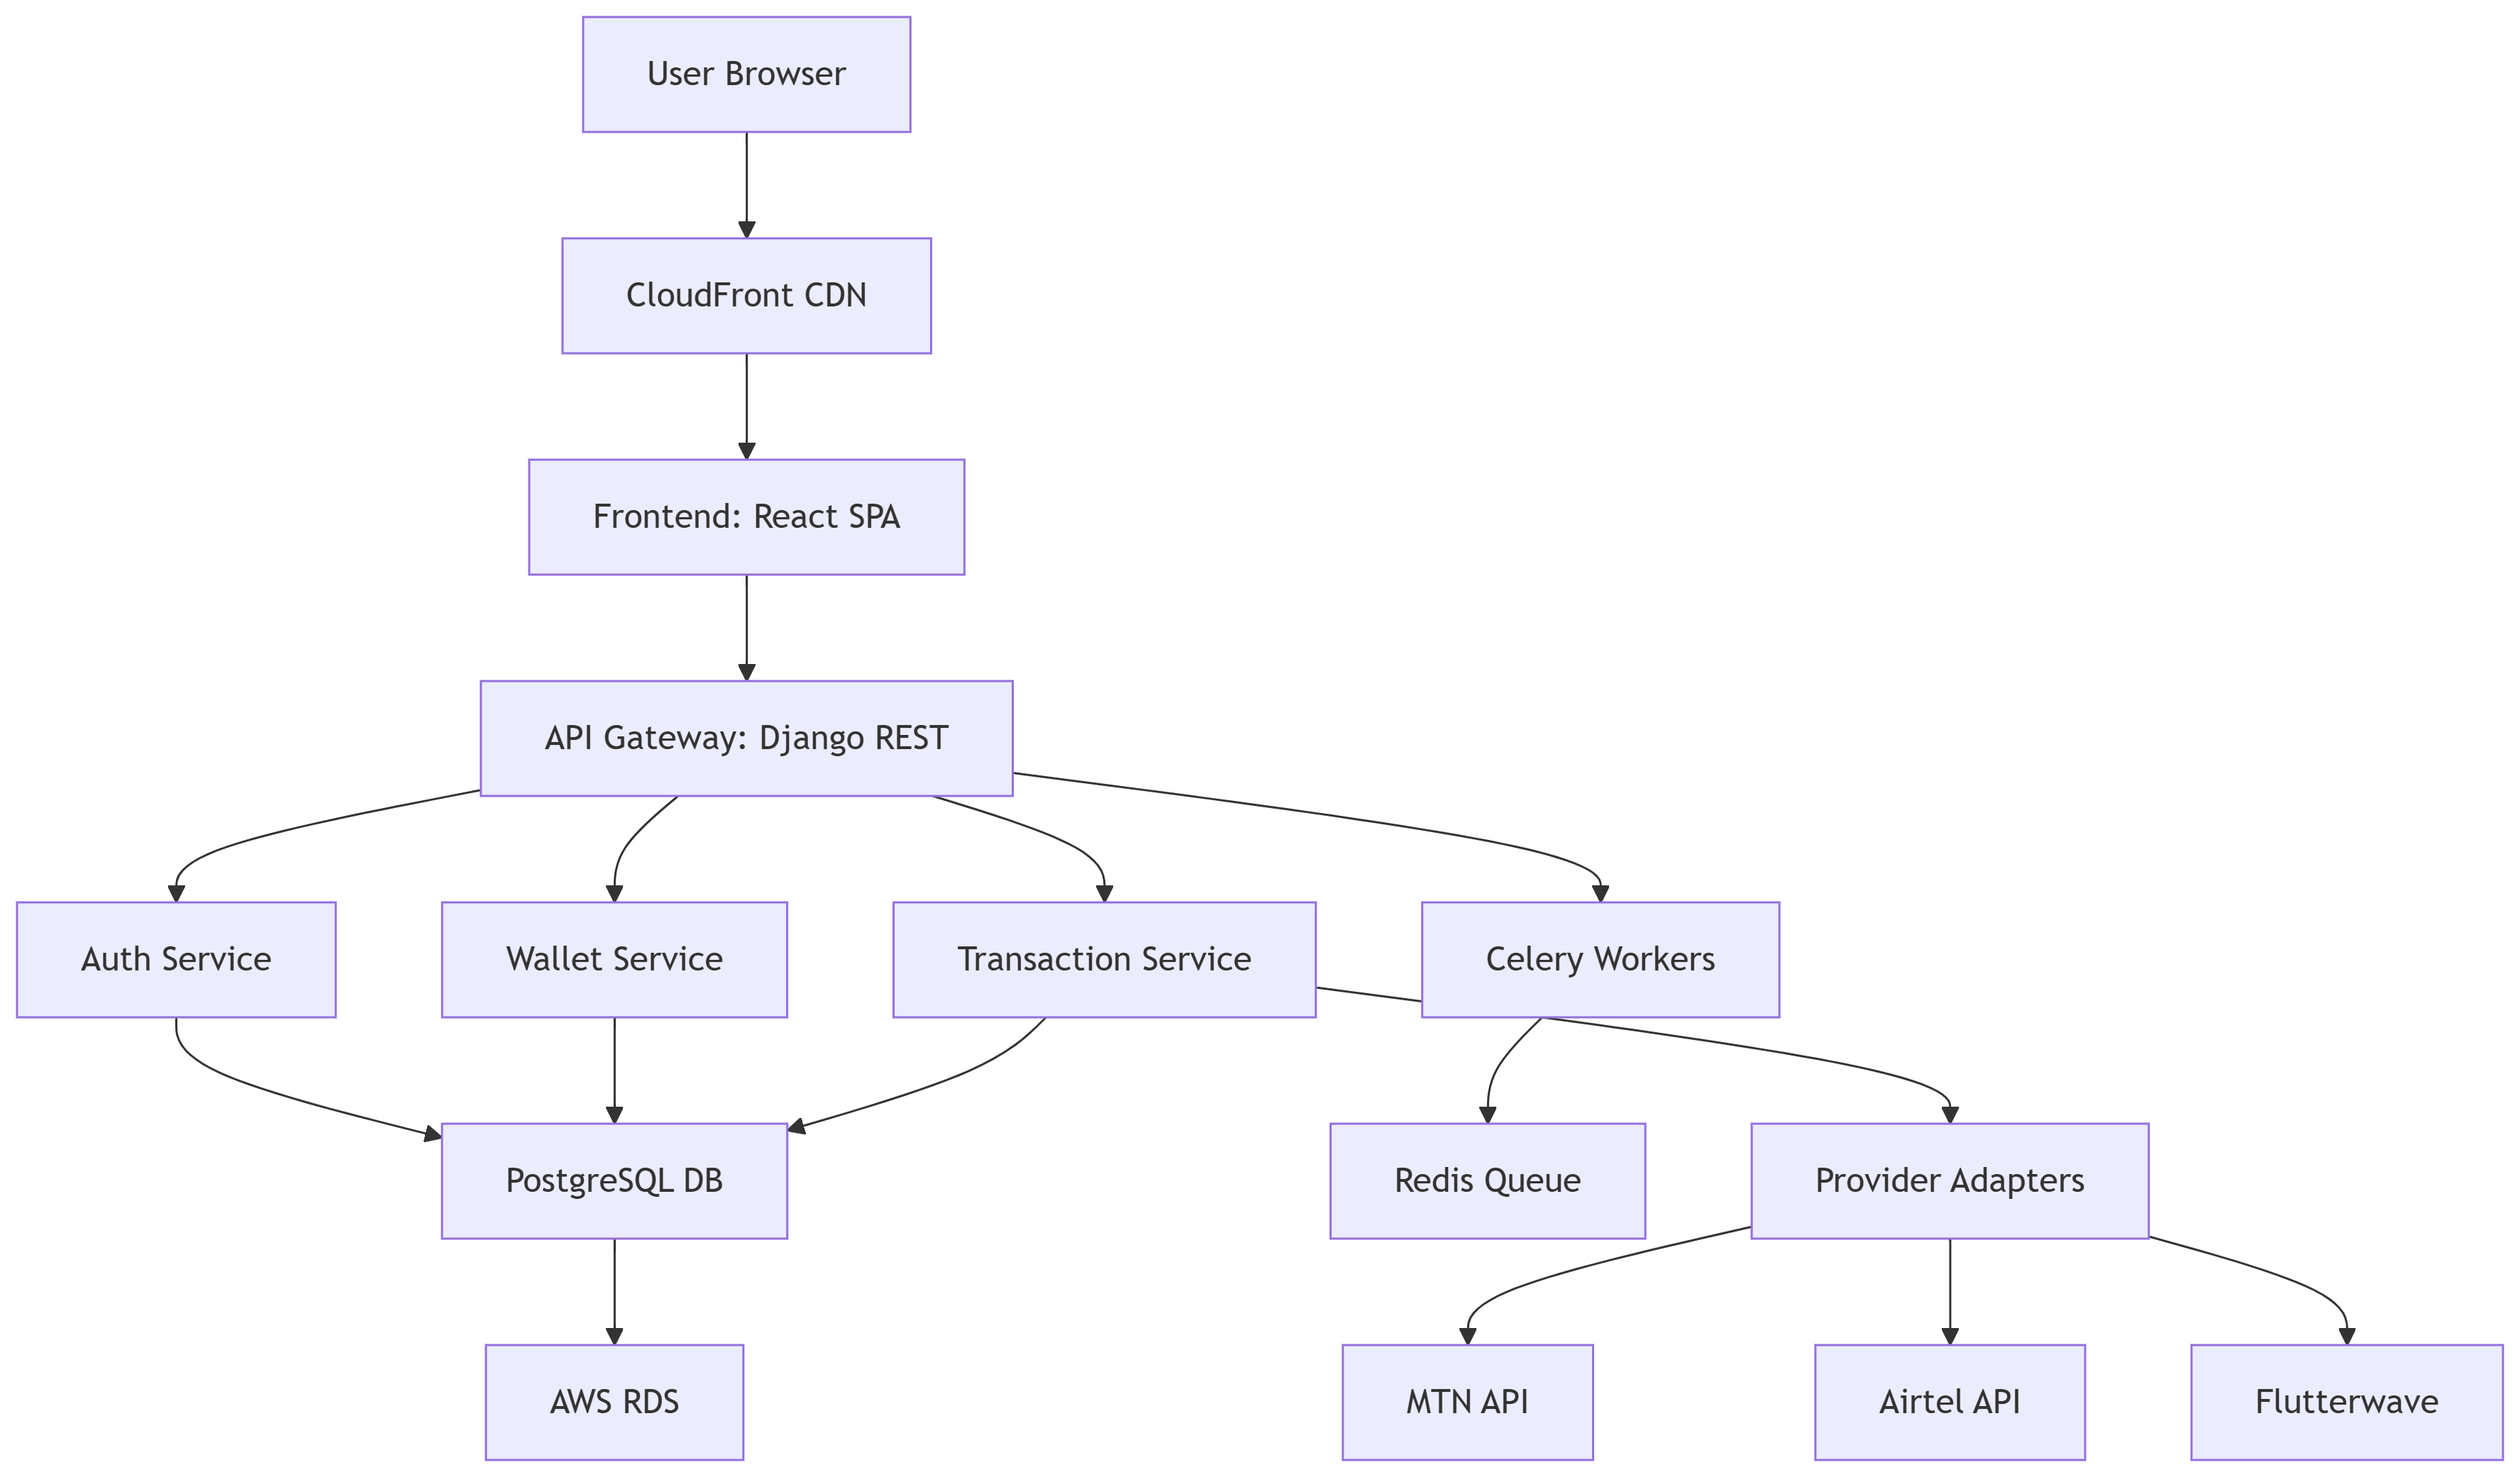 User Browser
CloudFront CDN
Frontend: React SPA
API Gateway: Django REST
Auth Service
Wallet Service
Transaction Service
Celery Workers
PostgreSQL DB
Redis Queue
Provider Adapters
AWS RDS
MTN API
Airtel API
Flutterwave